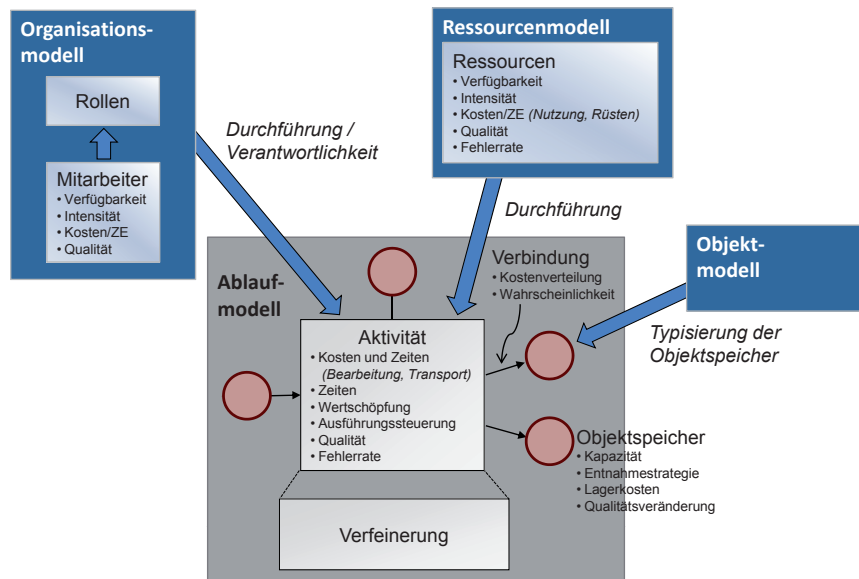 Organisations-
modell
Rollen
Mitarbeiter
• Verfügbarkeit
• Intensität
• Kosten/ZE
• Qualität
Durchführung /
Verantwortlichkeit
Ressourcenmodell
Ressourcen
• Verfügbarkeit
• Intensität
• Kosten/ZE (Nutzung, Rüsten)
• Qualität
• Fehlerrate
Durchführung
Objekt-
modell
Typisierung der
Objektspeicher
Ablauf-
modell
Verbindung
• Kostenverteilung
• Wahrscheinlichkeit
Aktivität
• Kosten und Zeiten
(Bearbeitung, Transport)
• Zeiten
• Wertschöpfung
• Ausführungssteuerung
• Qualität
• Fehlerrate
Objektspeicher
• Kapazität
• Entnahmestrategie
• Lagerkosten
• Qualitätsveränderung
Verfeinerung